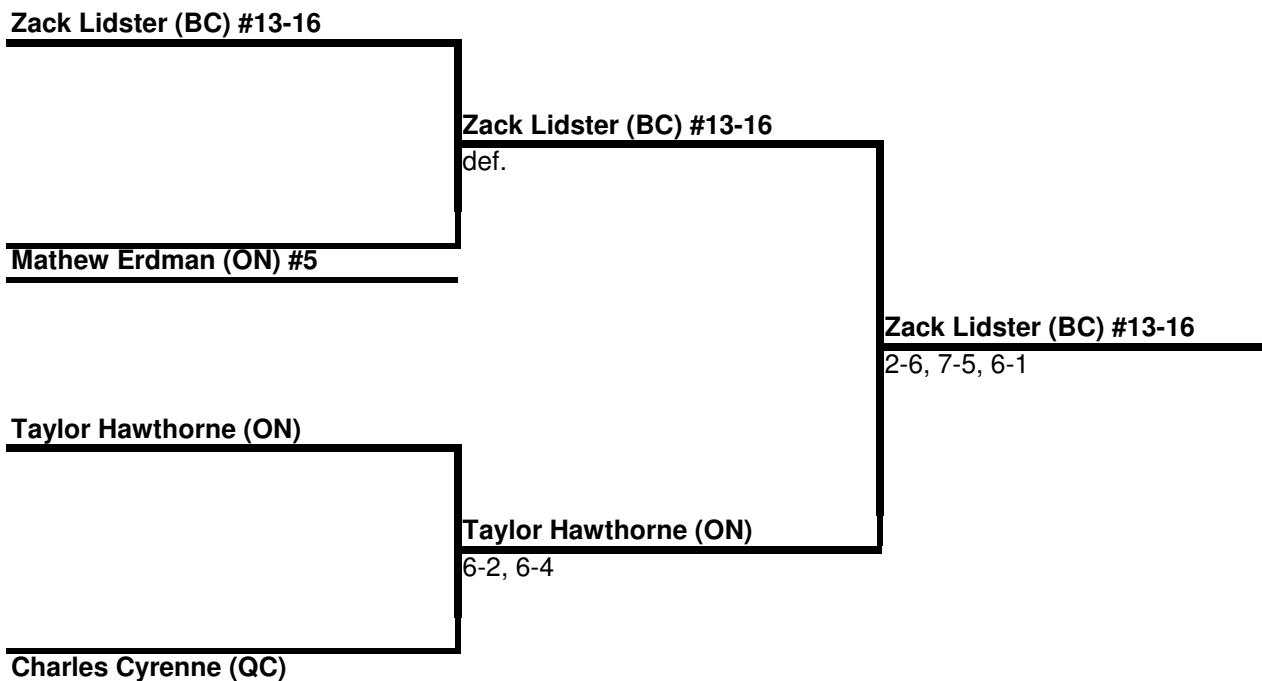 Zack Lidster (BC) #13-16
Zack Lidster (BC) #13-16
def.
Mathew Erdman (ON) #5
Zack Lidster (BC) #13-16
2-6, 7-5, 6-1
Taylor Hawthorne (ON)
Taylor Hawthorne (ON)
6-2, 6-4
Charles Cyrenne (QC)